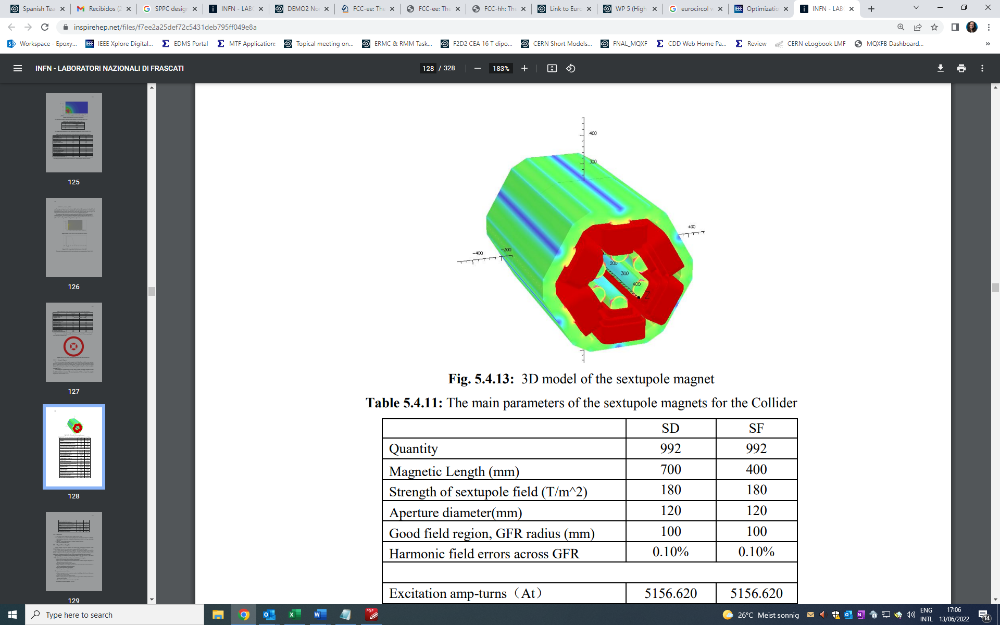 Spanish Tea
Recibidos (2
SPPC desig
INFN - LAB
DEMO2 No
FCC-ee: The
FCC-ee: The
FCC-hh: The
Link to Euro
WP 5 (High
eurocircol w
Optimizatio
INFN - LAB
inspirehep.net/files/f7ee2a25def72c5431deb795ff049e8a
Workspace - Epoxy...
IEEE Xplore Digital...
EDMS Portal
MTF Application:
Topical meeting on...
ERMC & RMM Task...
F2D2 CEA 16 T dipo...
CERN Short Models...
FNAL_MQXF
CDD Web Home Pa...
Review
CERN eLogbook LMF
MQXFB Dashboard...
»
INFN - LABORATORI NAZIONALI DI FRASCATI
128 / 328
183%
125
126
127
128
129
400
300
400
-400
-300
200
300
400
Z
Fig. 5.4.13: 3D model of the sextupole magnet
Table 5.4.11: The main parameters of the sextupole magnets for the Collider
SD SF
Quantity 992 992
Magnetic Length (mm) 700 400
Strength of sextupole field (T/m^2) 180 180
Aperture diameter(mm) 120 120
Good field region, GFR radius (mm) 100 100
Harmonic field errors across GFR 0.10% 0.10%
Excitation amp-turns（At） 5156.620 5156.620
Type here to search
26°C Meist sonnig
ENG
INTL
17:06
13/06/2022
14